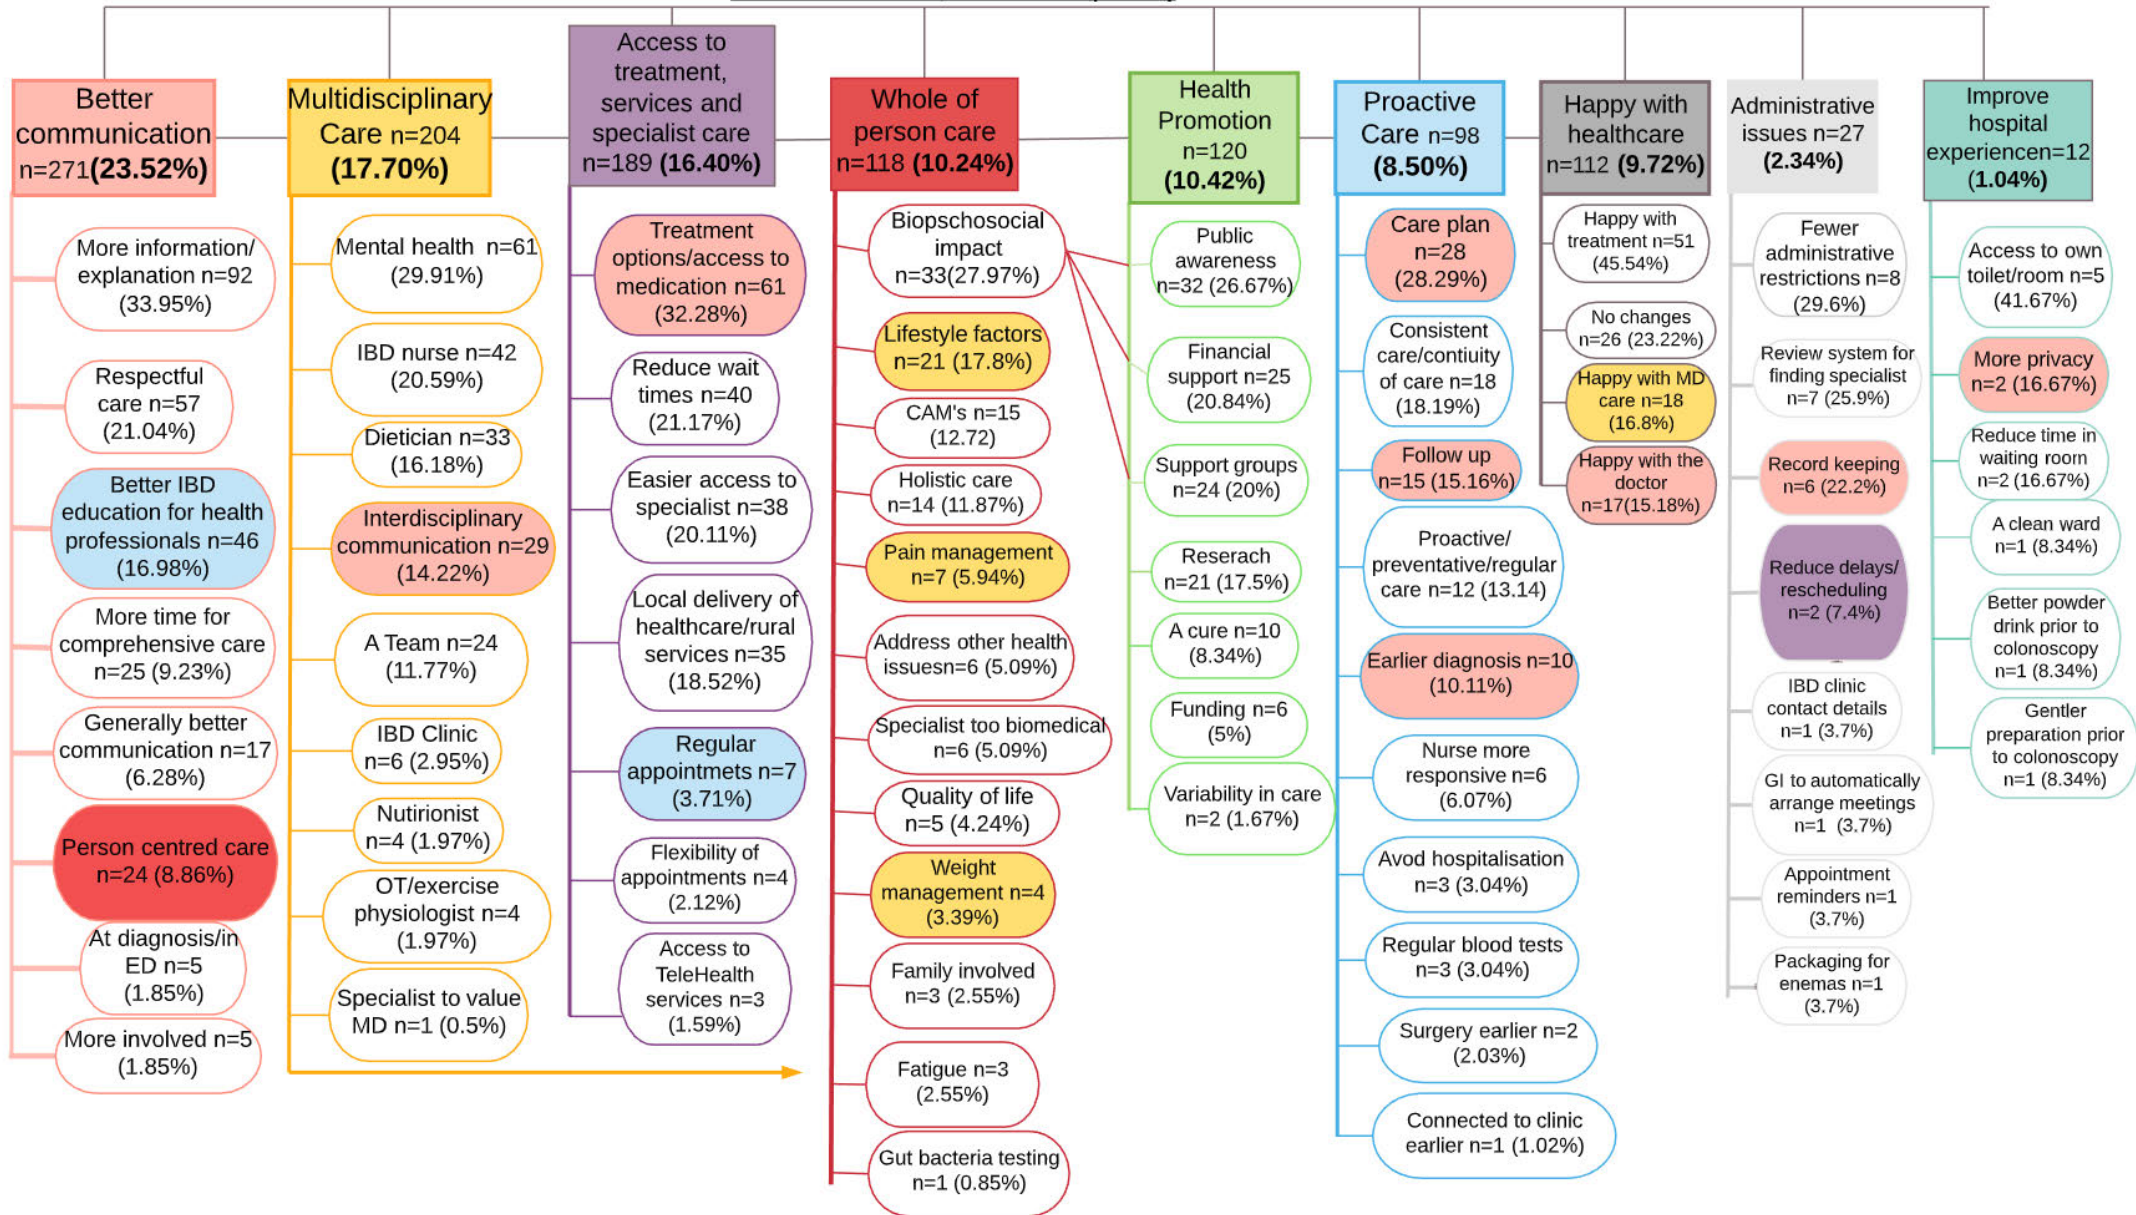 Better
communication
n=271(23.52%)
More information/
explanation n=92
(33.95%)
Respectful
care n=57
(21.04%)
Better IBD
education for health
professionals n=46
(16.98%)
More time for
comprehensive care
n=25 (9.23%)
Generally better
communication n=17
(6.28%)
Person centred care
n=24 (8.86%)
At diagnosis/in
ED n=5
(1.85%)
More involved n=5
(1.85%)
Multidisciplinary
Care n=204
(17.70%)
Mental health n=61
(29.91%)
IBD nurse n=42
(20.59%)
Dietician n=33
(16.18%)
Interdisciplinary
communication n=29
(14.22%)
A Team n=24
(11.77%)
IBD Clinic
n=6 (2.95%)
Nutirionist
n=4 (1.97%)
OT/exercise
physiologist n=4
(1.97%)
Specialist to value
MD n=1 (0.5%)
Access to
treatment,
services and
specialist care
n=189 (16.40%)
Treatment
options/access to
medication n=61
(32.28%)
Reduce wait
times n=40
(21.17%)
Easier access to
specialist n=38
(20.11%)
Local delivery of
healthcare/rural
services n=35
(18.52%)
Regular
appointmets n=7
(3.71%)
Flexibility of
appointments n=4
(2.12%)
Access to
TeleHealth
services n=3
(1.59%)
Whole of
person care
n=118 (10.24%)
Biopschosocial
impact
n=33(27.97%)
Lifestyle factors
n=21 (17.8%)
CAM's n=15
(12.72)
Holistic care
n=14 (11.87%)
Pain management
n=7 (5.94%)
Address other health
issuesn=6 (5.09%)
Specialist too biomedical
n=6 (5.09%)
Quality of life
n=5 (4.24%)
Weight
management n=4
(3.39%)
Family involved
n=3 (2.55%)
Fatigue n=3
(2.55%)
Gut bacteria testing
n=1 (0.85%)
Health
Promotion
n=120
(10.42%)
Public
awareness
n=32 (26.67%)
Financial
support n=25
(20.84%)
Support groups
n=24 (20%)
Reserach
n=21 (17.5%)
A cure n=10
(8.34%)
Funding n=6
(5%)
Variability in care
n=2 (1.67%)
Proactive
Care n=98
(8.50%)
Care plan
n=28
(28.29%)
Consistent
care/contiuity
of care n=18
(18.19%)
Follow up
n=15 (15.16%)
Proactive/
preventative/regular
care n=12 (13.14)
Earlier diagnosis n=10
(10.11%)
Nurse more
responsive n=6
(6.07%)
Avod hospitalisation
n=3 (3.04%)
Regular blood tests
n=3 (3.04%)
Surgery earlier n=2
(2.03%)
Connected to clinic
earlier n=1 (1.02%)
Happy with
healthcare
n=112 (9.72%)
Happy with
treatment n=51
(45.54%)
No changes
n=26 (23.22%)
Happy with MD
care n=18
(16.8%)
Happy with the
doctor
n=17(15.18%)
Administrative
issues n=27
(2.34%)
Fewer
administrative
restrictions n=8
(29.6%)
Review system for
finding specialist
n=7 (25.9%)
Record keeping
n=6 (22.2%)
Reduce delays/
rescheduling
n=2 (7.4%)
IBD clinic
contact details
n=1 (3.7%)
GI to automatically
arrange meetings
n=1 (3.7%)
Appointment
reminders n=1
(3.7%)
Packaging for
enemas n=1
(3.7%)
Improve
hospital
experiencen=12
(1.04%)
Access to own
toilet/room n=5
(41.67%)
More privacy
n=2 (16.67%)
Reduce time in
waiting room
n=2 (16.67%)
A clean ward
n=1 (8.34%)
Better powder
drink prior to
colonoscopy
n=1 (8.34%)
Gentler
preparation prior
to colonoscopy
n=1 (8.34%)